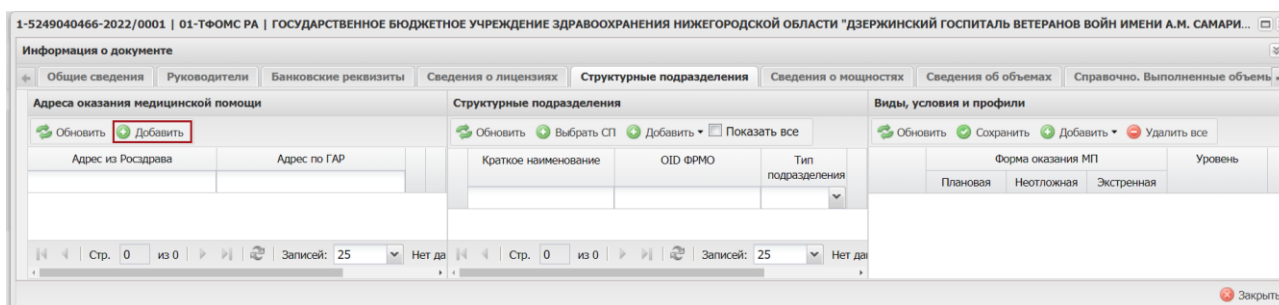 1-5249040466-2022/0001 | 01-ТФОМС РА | ГОСУДАРСТВЕННОЕ БЮДЖЕТНОЕ УЧРЕЖДЕНИЕ ЗДРАВООХРАНЕНИЯ НИЖЕГОРОДСКОЙ ОБЛАСТИ "ДЗЕРЖИНСКИЙ ГОСПИТАЛЬ ВЕТЕРАНОВ ВОЙН ИМЕНИ А.М. САМАРИ...
Информация о документе
Общие сведения Руководители Банковские реквизиты Сведения о лицензиях Структурные подразделения Сведения о мощностях Сведения об объемах Справочно. Выполненные объемы
Адреса оказания медицинской помощи Структурные подразделения Виды, условия и профили
Обновить Добавить Обновить Выбрать СП Добавить Показать все Обновить Сохранить Добавить Удалить все
Адрес из Росздрава Адрес по ГАР Краткое наименование OID ФРМО Тип подразделения Форма оказания МП Уровень
Плановая Неотложная Экстренная
Стр. 0 из 0 Записей: 25 Нет да Стр. 0 из 0 Записей: 25 Нет да
Закрыть